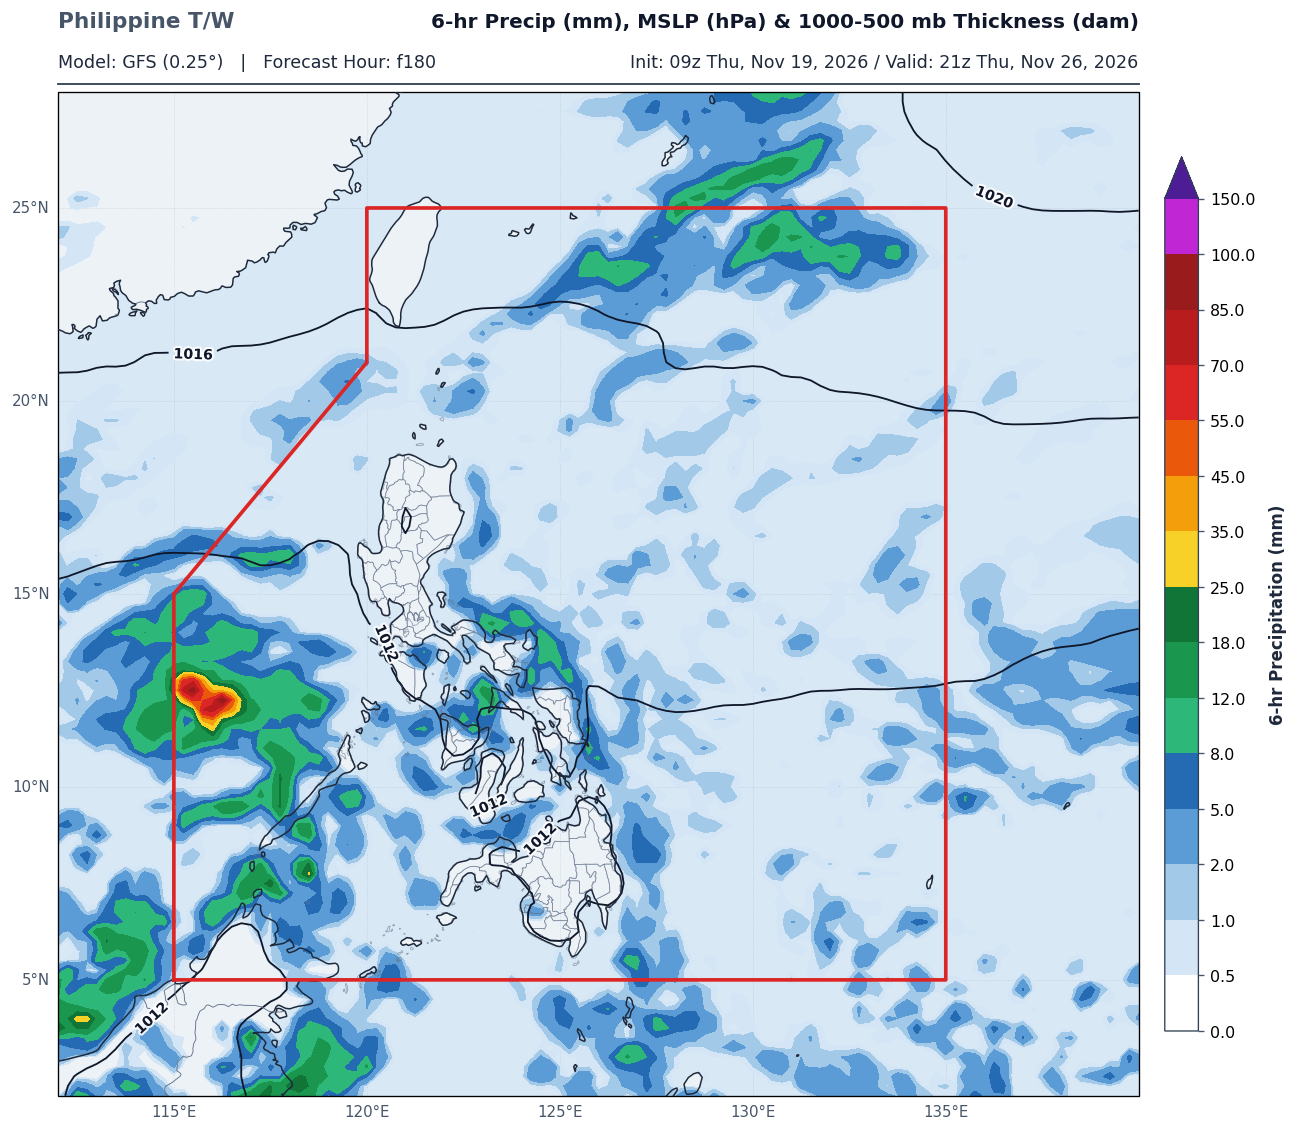 Philippine T/W
6-hr Precip (mm), MSLP (hPa) & 1000-500 mb Thickness (dam)
Model: GFS (0.25°) | Forecast Hour: f180
Init: 09z Thu, Nov 19, 2026 / Valid: 21z Thu, Nov 26, 2026
25°N
20°N
15°N
10°N
5°N
115°E
120°E
125°E
130°E
135°E
1020
1016
1012
1012
1012
1012
150.0
100.0
85.0
70.0
55.0
45.0
35.0
25.0
18.0
12.0
8.0
5.0
2.0
1.0
0.5
0.0
6-hr Precipitation (mm)